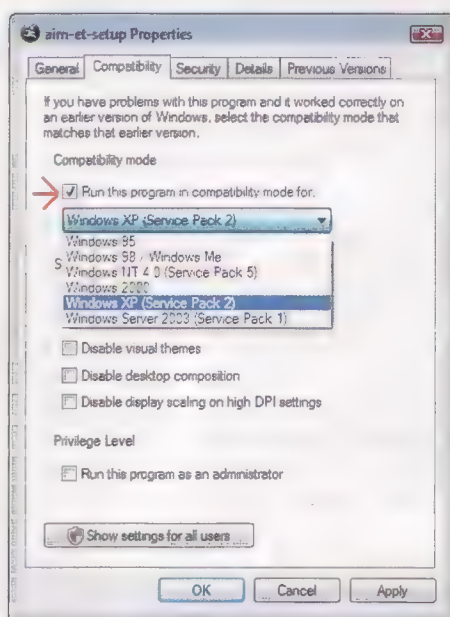 aim-et-setup Properties
General Compatibility Security Details Previous Versions
If you have problems with this program and it worked correctly on
an earlier version of Windows, select the compatibility mode that
matches that earlier version.
Compatibility mode
Run this program in compatibility mode for:
Windows XP (Service Pack 2)
Windows 95
S Windows 98 / Windows Me
Windows NT 4.0 (Service Pack 5)
Windows 2000
Windows XP (Service Pack 2)
Windows Server 2003 (Service Pack 1)
Disable visual themes
Disable desktop composition
Disable display scaling on high DPI settings
Privilege Level
Run this program as an administrator
Show settings for all users
OK Cancel Apply